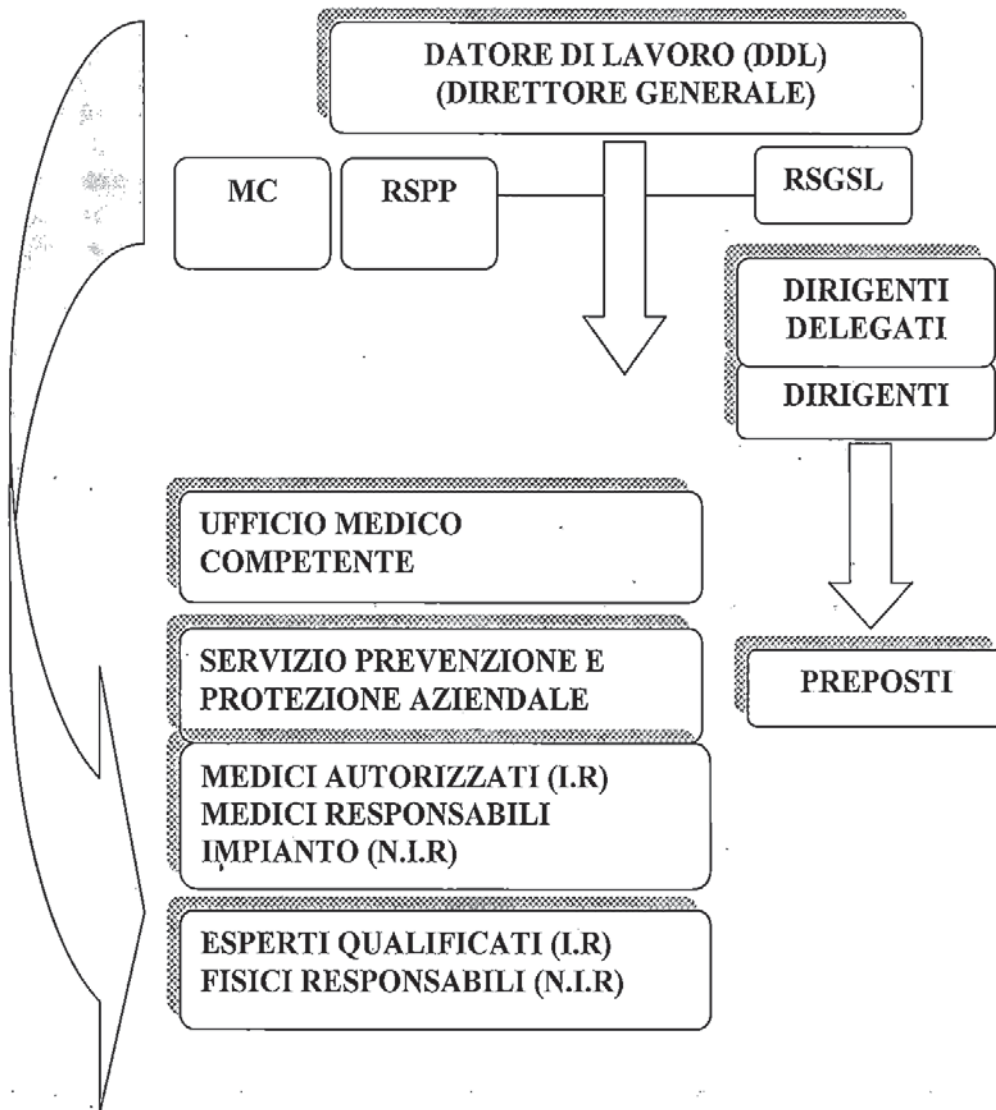 DATORE DI LAVORO (DDL)
(DIRETTORE GENERALE)
MC
RSPP
RSGSL
DIRIGENTI
DELEGATI
DIRIGENTI
UFFICIO MEDICO
COMPETENTE
SERVIZIO PREVENZIONE E
PROTEZIONE AZIENDALE
PREPOSTI
MEDICI AUTORIZZATI (I.R)
MEDICI RESPONSABILI
IMPIANTO (N.I.R)
ESPERTI QUALIFICATI (I.R)
FISICI RESPONSABILI (N.I.R)